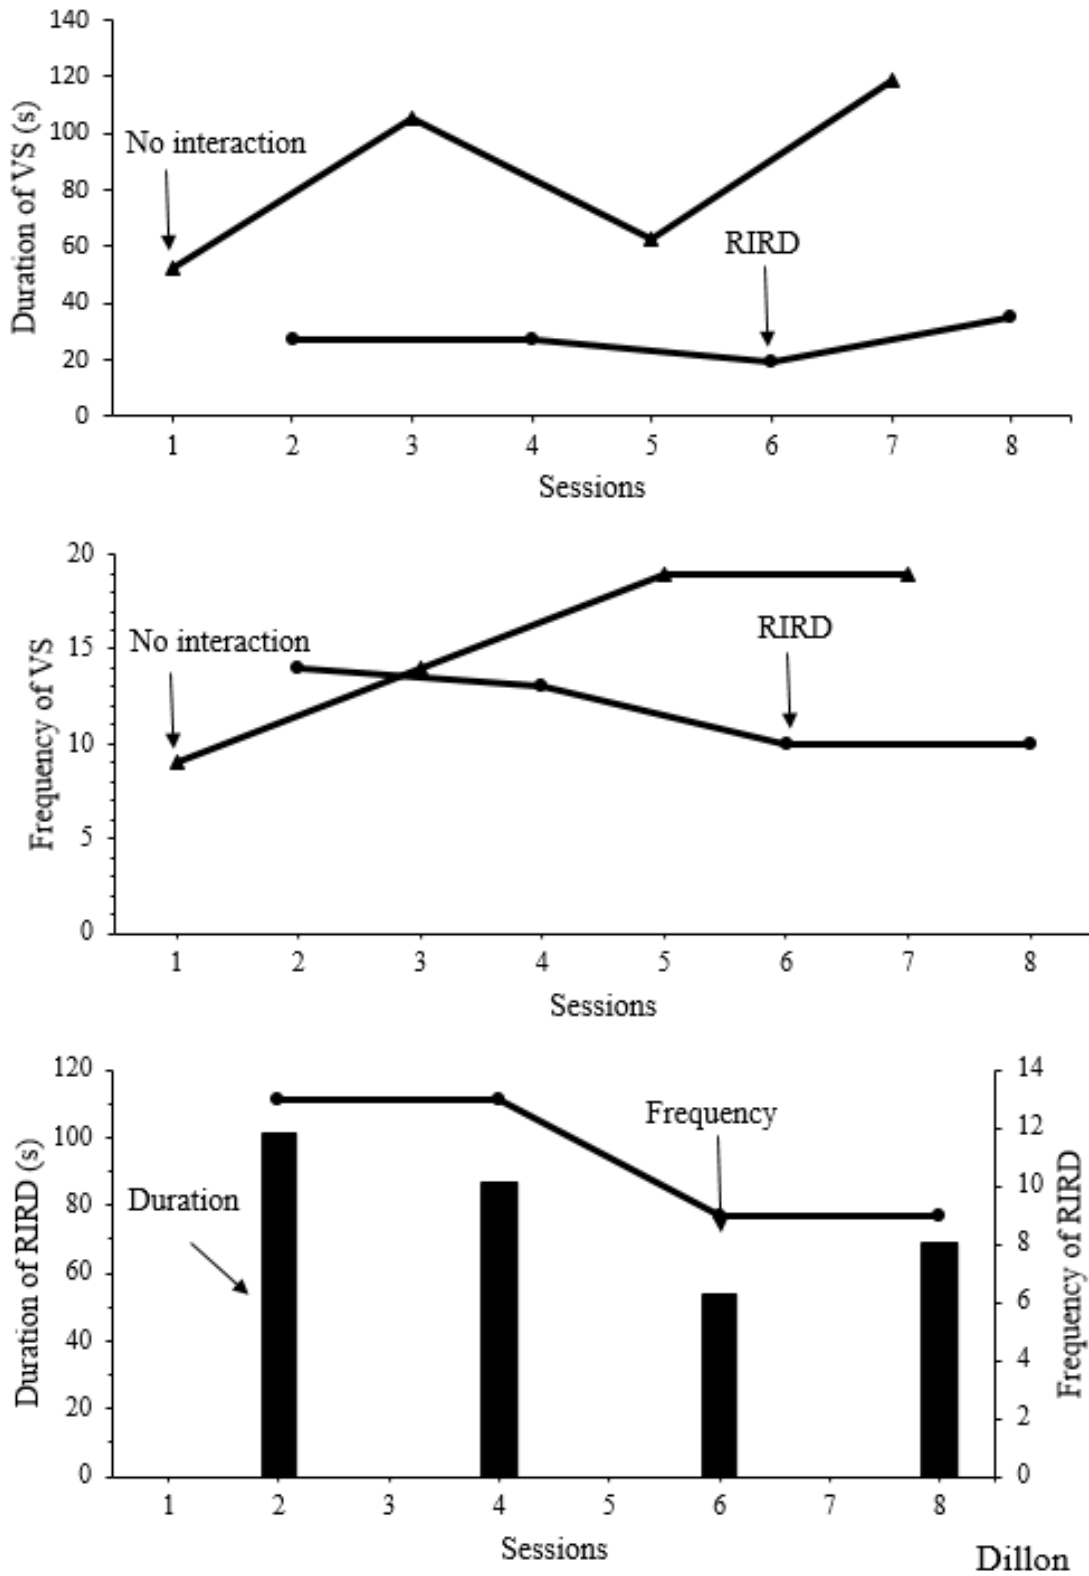 140
120
100
80
60
40
20
0
Duration of VS (s)
No interaction
RIRD
1 2 3 4 5 6 7 8
Sessions
20
15
10
5
0
Frequency of VS
No interaction
RIRD
1 2 3 4 5 6 7 8
Sessions
120
100
80
60
40
20
0
Duration of RIRD (s)
Duration
Frequency
14
12
10
8
6
4
2
0
Frequency of RIRD
1 2 3 4 5 6 7 8
Sessions
Dillon